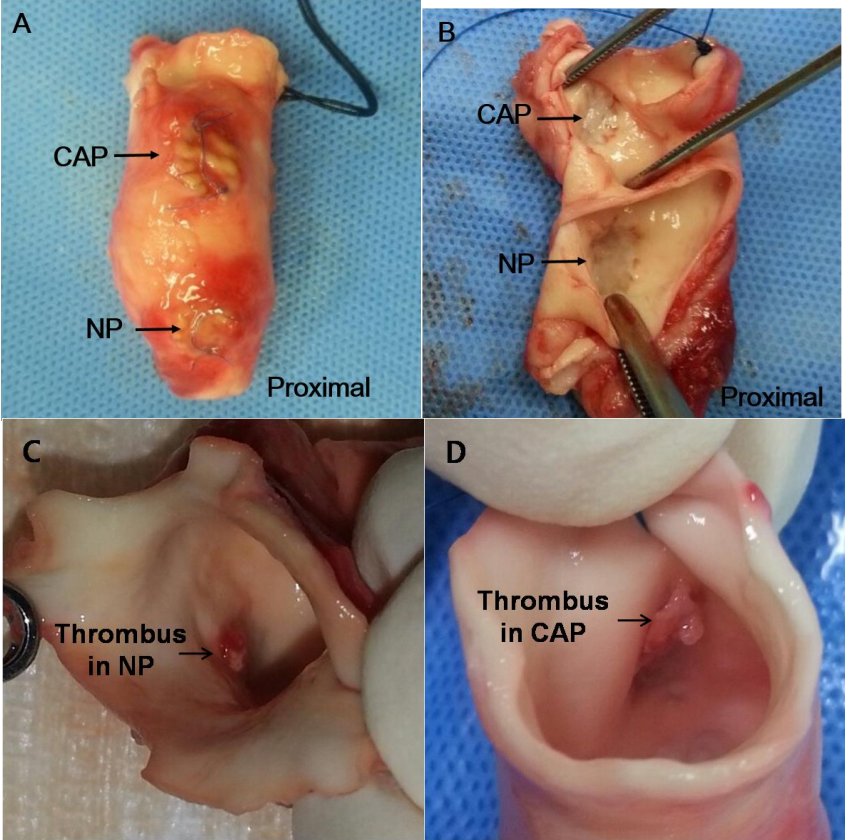 A
CAP
NP
Proximal
B
CAP
NP
Proximal
C
Thrombus
in NP
D
Thrombus
in CAP